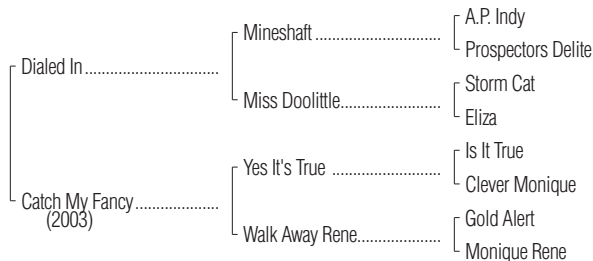 A.P. Indy
Mineshaft
Prospectors Delite
Dialed In
Storm Cat
Miss Doolittle
Eliza
Is It True
Yes It's True
Clever Monique
Catch My Fancy
(2003)
Gold Alert
Walk Away Rene
Monique Rene